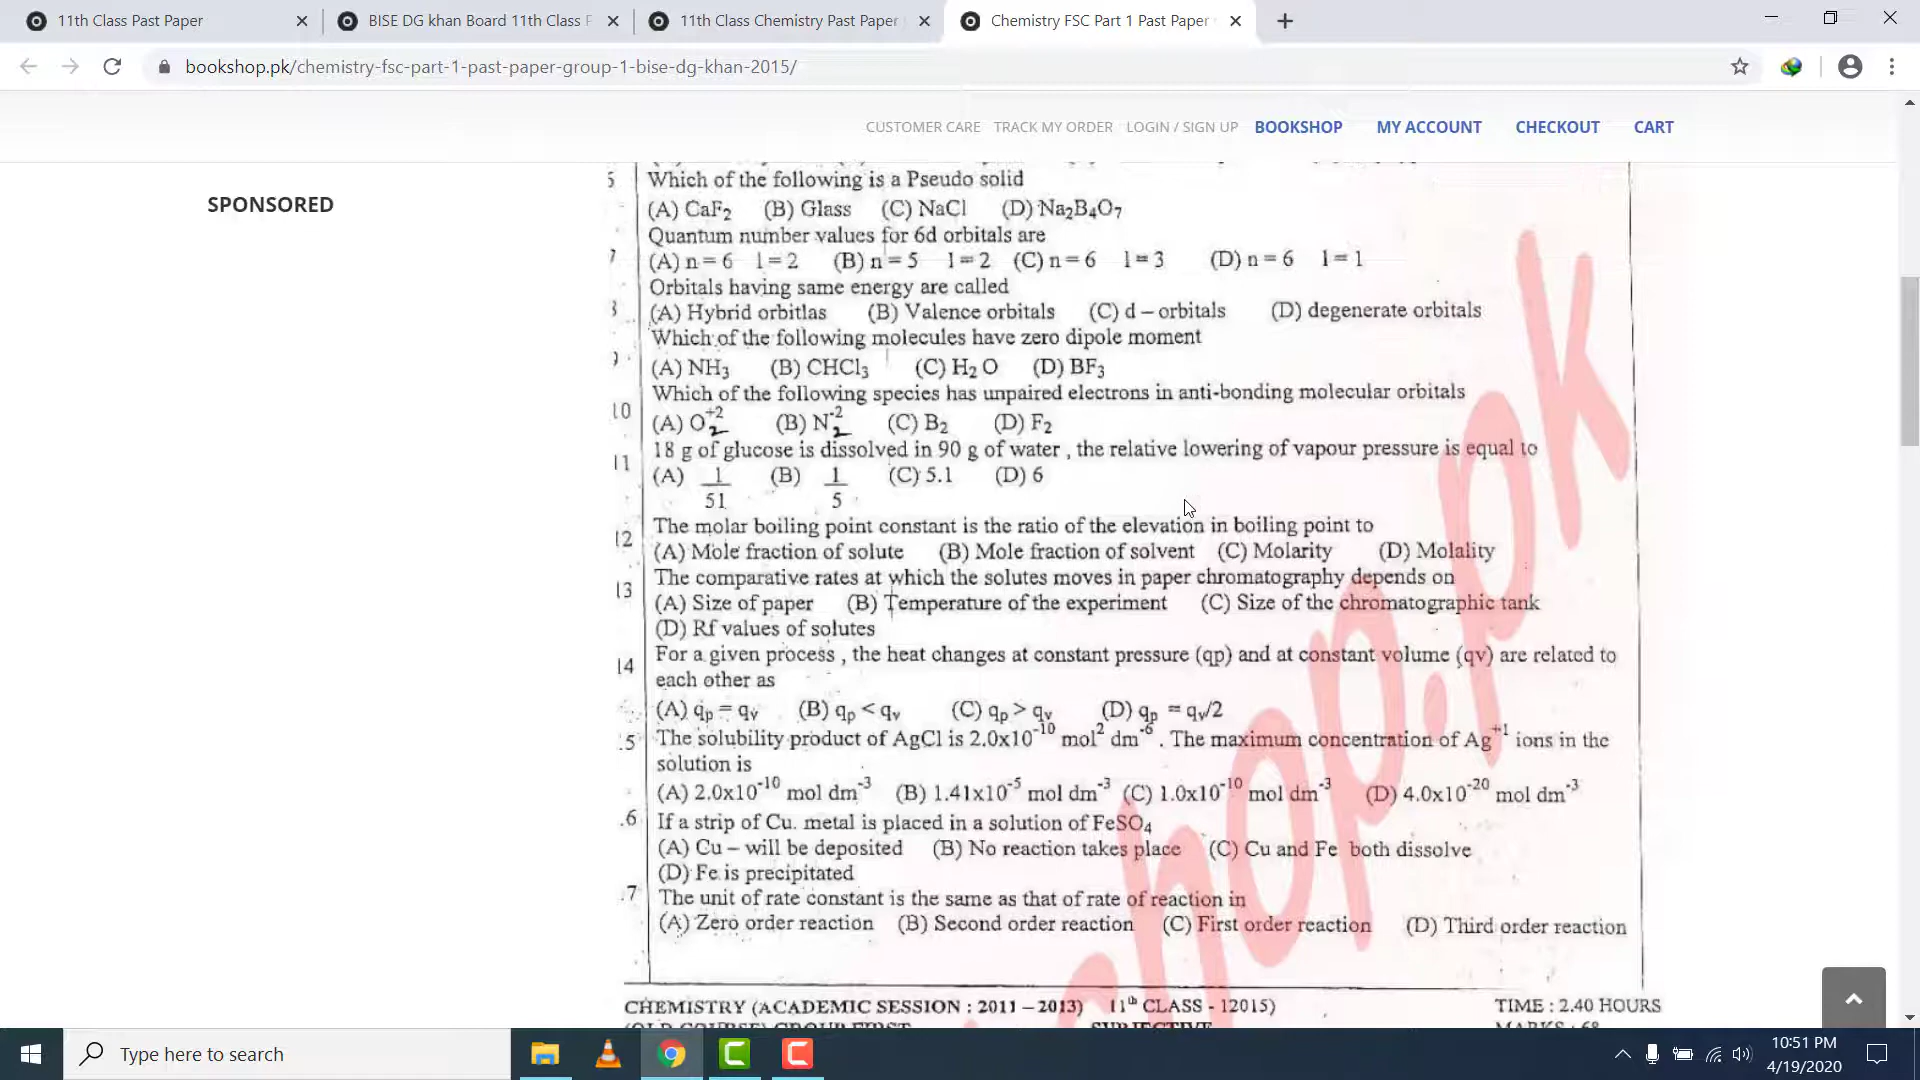 11th Class Past Paper
BISE DG khan Board 11th Class F
11th Class Chemistry Past Paper
Chemistry FSC Part 1 Past Paper
bookshop.pk/chemistry-fsc-part-1-past-paper-group-1-bise-dg-khan-2015/
CUSTOMER CARE TRACK MY ORDER LOGIN / SIGN UP BOOKSHOP MY ACCOUNT CHECKOUT CART
SPONSORED
Which of the following is a Pseudo solid
(A) CaF₂ (B) Glass (C) NaCl (D) Na₂B₄O₇
Quantum number values for 6d orbitals are
7 (A) n = 6 l = 2 (B) n = 5 l = 2 (C) n = 6 l = 3 (D) n = 6 l = 1
Orbitals having same energy are called
(A) Hybrid orbitlas (B) Valence orbitals (C) d – orbitals (D) degenerate orbitals
Which of the following molecules have zero dipole moment
(A) NH₃ (B) CHCl₃ (C) H₂ O (D) BF₃
Which of the following species has unpaired electrons in anti-bonding molecular orbitals
10 (A) O₂⁺² (B) N₂⁻² (C) B₂ (D) F₂
18 g of glucose is dissolved in 90 g of water , the relative lowering of vapour pressure is equal to
11 (A) 1/51 (B) 1/5 (C) 5.1 (D) 6
The molar boiling point constant is the ratio of the elevation in boiling point to
12 (A) Mole fraction of solute (B) Mole fraction of solvent (C) Molarity (D) Molality
The comparative rates at which the solutes moves in paper chromatography depends on
13 (A) Size of paper (B) Temperature of the experiment (C) Size of the chromatographic tank
(D) Rf values of solutes
For a given process , the heat changes at constant pressure (qp) and at constant volume (qv) are related to
14 each other as
(A) qₚ = qᵥ (B) qₚ < qᵥ (C) qₚ > qᵥ (D) qₚ = qᵥ/2
.5 The solubility product of AgCl is 2.0x10⁻¹⁰ mol² dm⁻⁶ . The maximum concentration of Ag⁺¹ ions in the
solution is
(A) 2.0x10⁻¹⁰ mol dm⁻³ (B) 1.41x10⁻⁵ mol dm⁻³ (C) 1.0x10⁻¹⁰ mol dm⁻³ (D) 4.0x10⁻²⁰ mol dm⁻³
.6 If a strip of Cu. metal is placed in a solution of FeSO₄
(A) Cu – will be deposited (B) No reaction takes place (C) Cu and Fe both dissolve
(D) Fe is precipitated
.7 The unit of rate constant is the same as that of rate of reaction in
(A) Zero order reaction (B) Second order reaction (C) First order reaction (D) Third order reaction
hop.pk
CHEMISTRY (ACADEMIC SESSION : 2011 – 2013) 11ᵗʰ CLASS - 12015) TIME : 2.40 HOURS
Type here to search
10:51 PM
4/19/2020